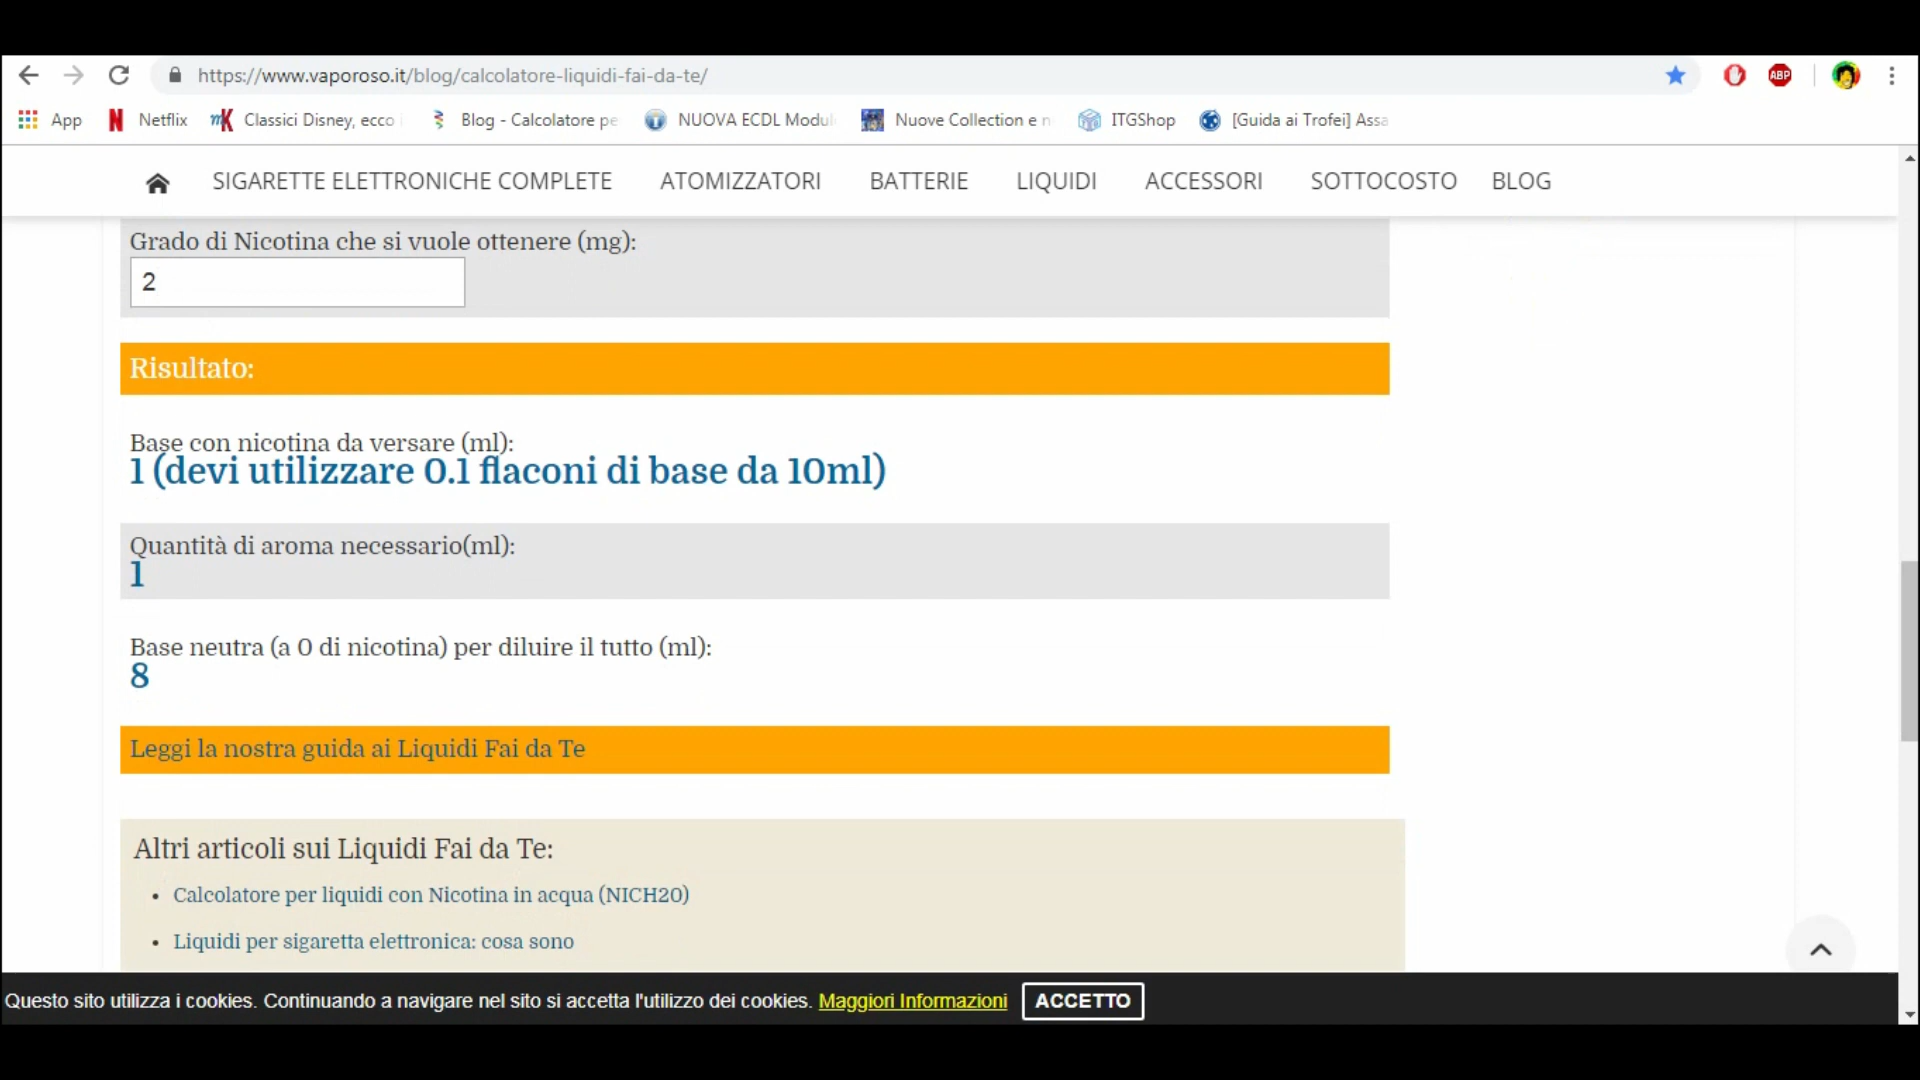 https://www.vaporoso.it/blog/calcolatore-liquidi-fai-da-te/
ABP
App Netflix Classici Disney, ecco i Blog - Calcolatore pe NUOVA ECDL Modul Nuove Collection e n ITGShop [Guida ai Trofei] Assa
SIGARETTE ELETTRONICHE COMPLETE ATOMIZZATORI BATTERIE LIQUIDI ACCESSORI SOTTOCOSTO BLOG
Grado di Nicotina che si vuole ottenere (mg):
2
Risultato:
Base con nicotina da versare (ml):
1 (devi utilizzare 0.1 flaconi di base da 10ml)
Quantità di aroma necessario(ml):
1
Base neutra (a 0 di nicotina) per diluire il tutto (ml):
8
Leggi la nostra guida ai Liquidi Fai da Te
Altri articoli sui Liquidi Fai da Te:
• Calcolatore per liquidi con Nicotina in acqua (NICH20)
• Liquidi per sigaretta elettronica: cosa sono
Questo sito utilizza i cookies. Continuando a navigare nel sito si accetta l'utilizzo dei cookies. Maggiori Informazioni ACCETTO